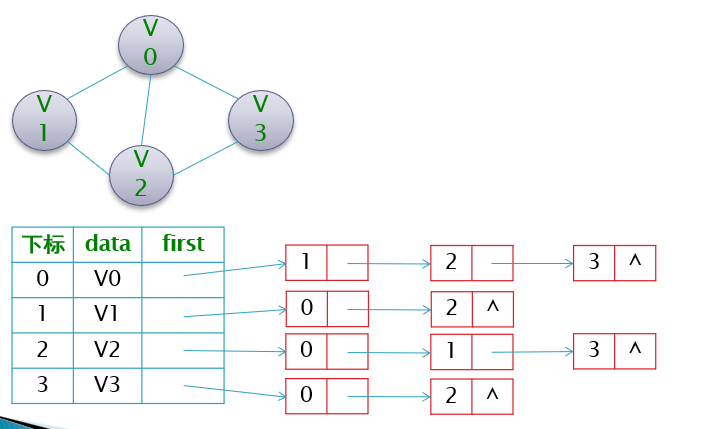 V
0
V
1
V
3
V
2
下标 data first
0 V0 1 2 3 ^
1 V1 0 2 ^
2 V2 0 1 3 ^
3 V3 0 2 ^